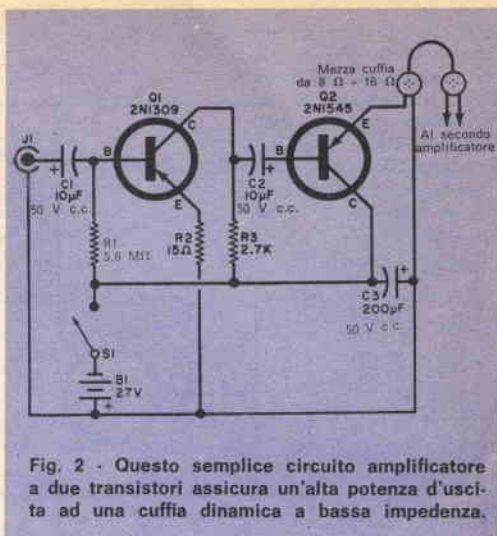 Mezza cuffia
da 8 Ω - 16 Ω
Q1
2N1309
Q2
2N1545
C
E
J1
B
B
Al secondo
amplificatore
+
C1
10µF
50 V c.c.
E
+
C2
10µF
50 V c.c.
C
R1
5,6 MΩ
R2
15Ω
R3
2.7K
+
C3
200µF
50 V c.c.
S1
B1
27V
+
Fig. 2 - Questo semplice circuito amplificatore
a due transistori assicura un'alta potenza d'usci-
ta ad una cuffia dinamica a bassa impedenza.